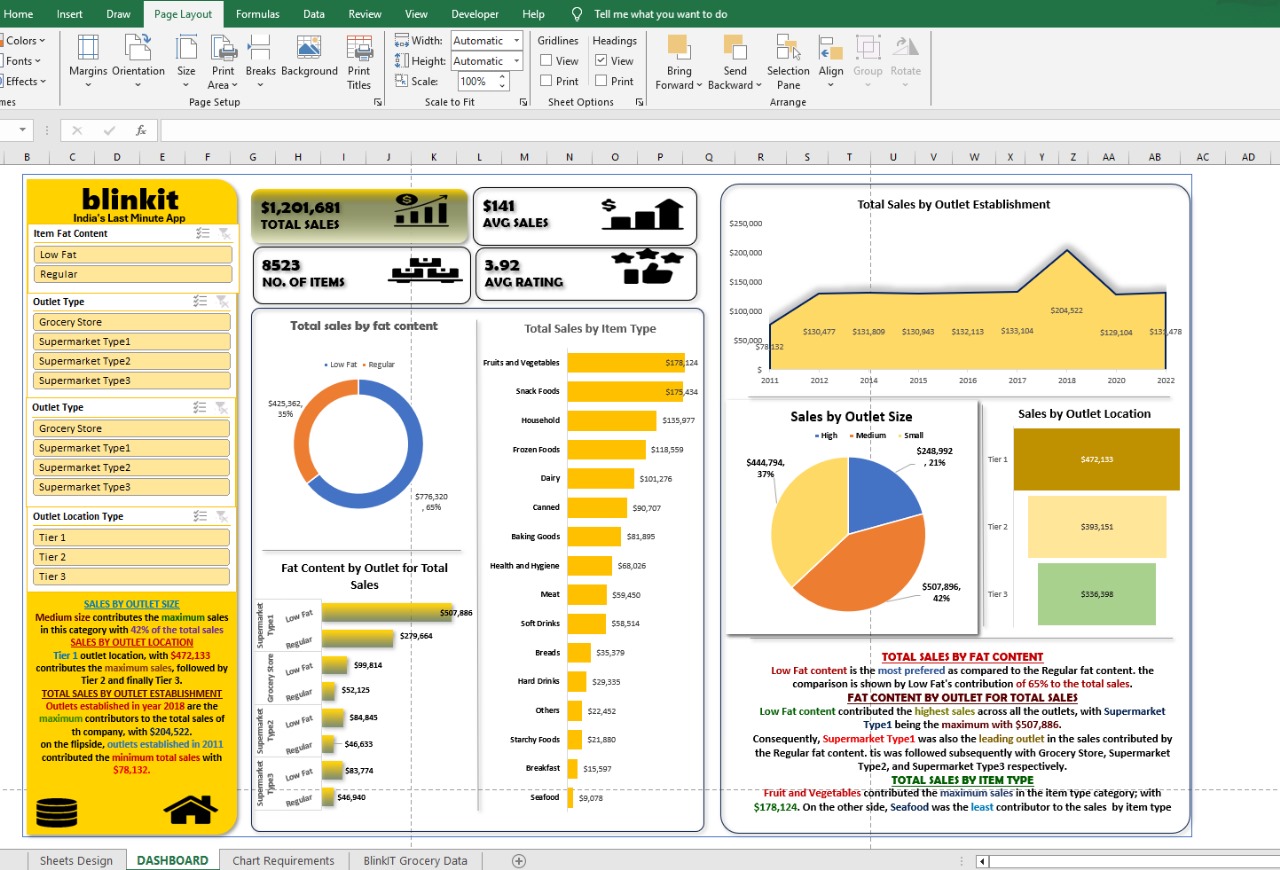 Home Insert Draw Page Layout Formulas Data Review View Developer Help Tell me what you want to do
Colors
Fonts
Effects
Margins Orientation Size Print Area Breaks Background Print Titles
Page Setup
Width: Automatic
Height: Automatic
Scale: 100%
Scale to Fit
Gridlines Headings
View View
Print Print
Sheet Options
Bring Forward Send Backward Selection Pane Align Group Rotate
Arrange
fx
B C D E F G H I J K L M N O P Q R S T U V W X Y Z AA AB AC AD
blinkit
India's Last Minute App
Item Fat Content
Low Fat
Regular
Outlet Type
Grocery Store
Supermarket Type1
Supermarket Type2
Supermarket Type3
Outlet Type
Grocery Store
Supermarket Type1
Supermarket Type2
Supermarket Type3
Outlet Location Type
Tier 1
Tier 2
Tier 3
SALES BY OUTLET SIZE
Medium size contributes the maximum sales
in this category with 42% of the total sales
SALES BY OUTLET LOCATION
Tier 1 outlet location, with $472,133
contributes the maximum sales, followed by
Tier 2 and finally Tier 3.
TOTAL SALES BY OUTLET ESTABLISHMENT
Outlets established in year 2018 are the
maximum contributors to the total sales of
th company, with $204,522.
on the flipside, outlets established in 2011
contributed the minimum total sales with
$78,132.
$1,201,681
TOTAL SALES
$141
AVG SALES
8523
NO. OF ITEMS
3.92
AVG RATING
Total sales by fat content
Low Fat Regular
$425,362,
35%
$776,320
, 65%
Fat Content by Outlet for Total
Sales
Supermarket Type1 Low Fat $507,886
Regular $279,664
Grocery Store Low Fat $99,814
Regular $52,125
Supermarket Type2 Low Fat $84,845
Regular $46,633
Supermarket Type3 Low Fat $83,774
Regular $46,940
Total Sales by Item Type
Fruits and Vegetables $178,124
Snack Foods $175,434
Household $135,977
Frozen Foods $118,559
Dairy $101,276
Canned $90,707
Baking Goods $81,895
Health and Hygiene $68,026
Meat $59,450
Soft Drinks $58,514
Breads $35,379
Hard Drinks $29,335
Others $22,452
Starchy Foods $21,880
Breakfast $15,597
Seafood $9,078
Total Sales by Outlet Establishment
$250,000
$200,000
$150,000
$100,000
$50,000
$
$78,132 $130,477 $131,809 $130,943 $132,113 $133,104 $204,522 $129,104 $131,478
2011 2012 2014 2015 2016 2017 2018 2020 2022
Sales by Outlet Size
High Medium Small
$444,794,
37%
$248,992
, 21%
$507,896,
42%
Sales by Outlet Location
Tier 1 $472,133
Tier 2 $393,151
Tier 3 $336,398
TOTAL SALES BY FAT CONTENT
Low Fat content is the most prefered as compared to the Regular fat content. the
comparison is shown by Low Fat's contribution of 65% to the total sales.
FAT CONTENT BY OUTLET FOR TOTAL SALES
Low Fat content contributed the highest sales across all the outlets, with Supermarket
Type1 being the maximum with $507,886.
Consequently, Supermarket Type1 was also the leading outlet in the sales contributed by
the Regular fat content. tis was followed subsequently with Grocery Store, Supermarket
Type2, and Supermarket Type3 respectively.
TOTAL SALES BY ITEM TYPE
Fruit and Vegetables contributed the maximum sales in the item type category; with
$178,124. On the other side, Seafood was the least contributor to the sales by item type
Sheets Design DASHBOARD Chart Requirements BlinkIT Grocery Data